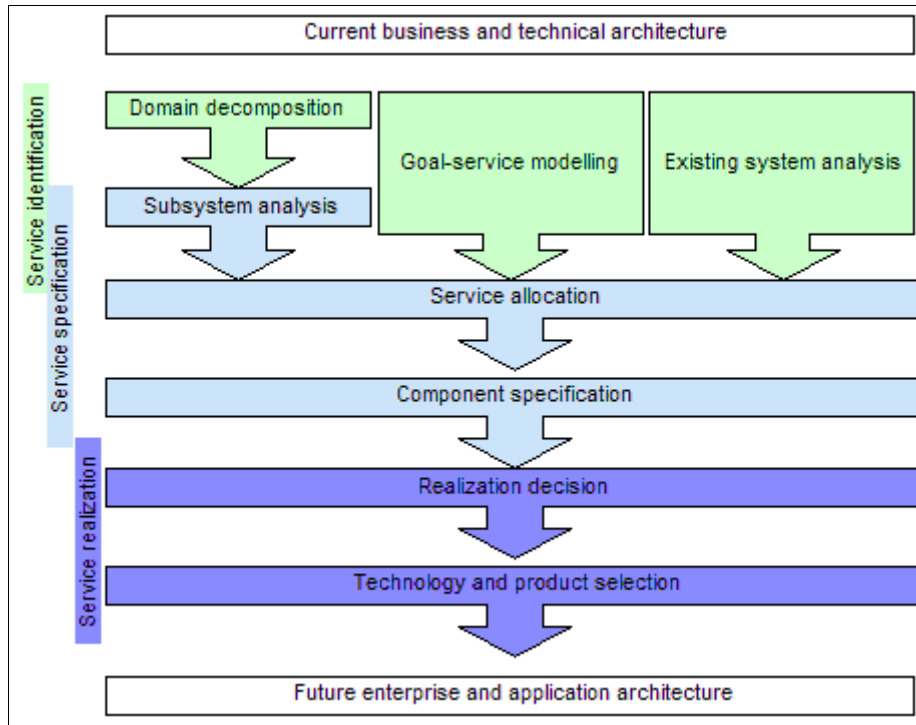 Current business and technical architecture
Service identification
Domain decomposition
Goal-service modelling
Existing system analysis
Service specification
Subsystem analysis
Service allocation
Component specification
Service realization
Realization decision
Technology and product selection
Future enterprise and application architecture